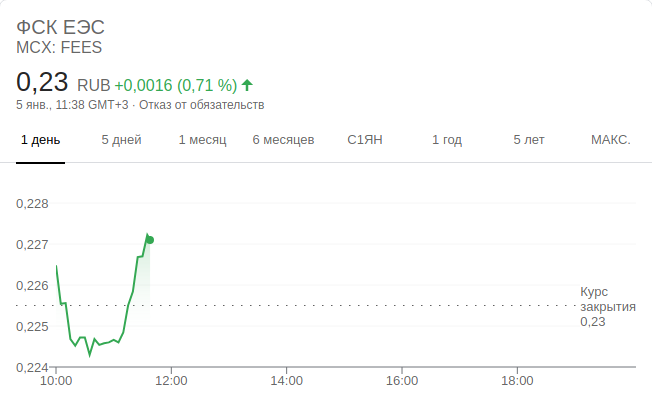 ФСК ЕЭС
MCX: FEES
0,23 RUB +0,0016 (0,71 %)
5 янв., 11:38 GMT+3 · Отказ от обязательств
1 день 5 дней 1 месяц 6 месяцев С1ЯН 1 год 5 лет МАКС.
0,228
0,227
0,226
0,225
0,224
Курс
закрытия
0,23
10:00 12:00 14:00 16:00 18:00